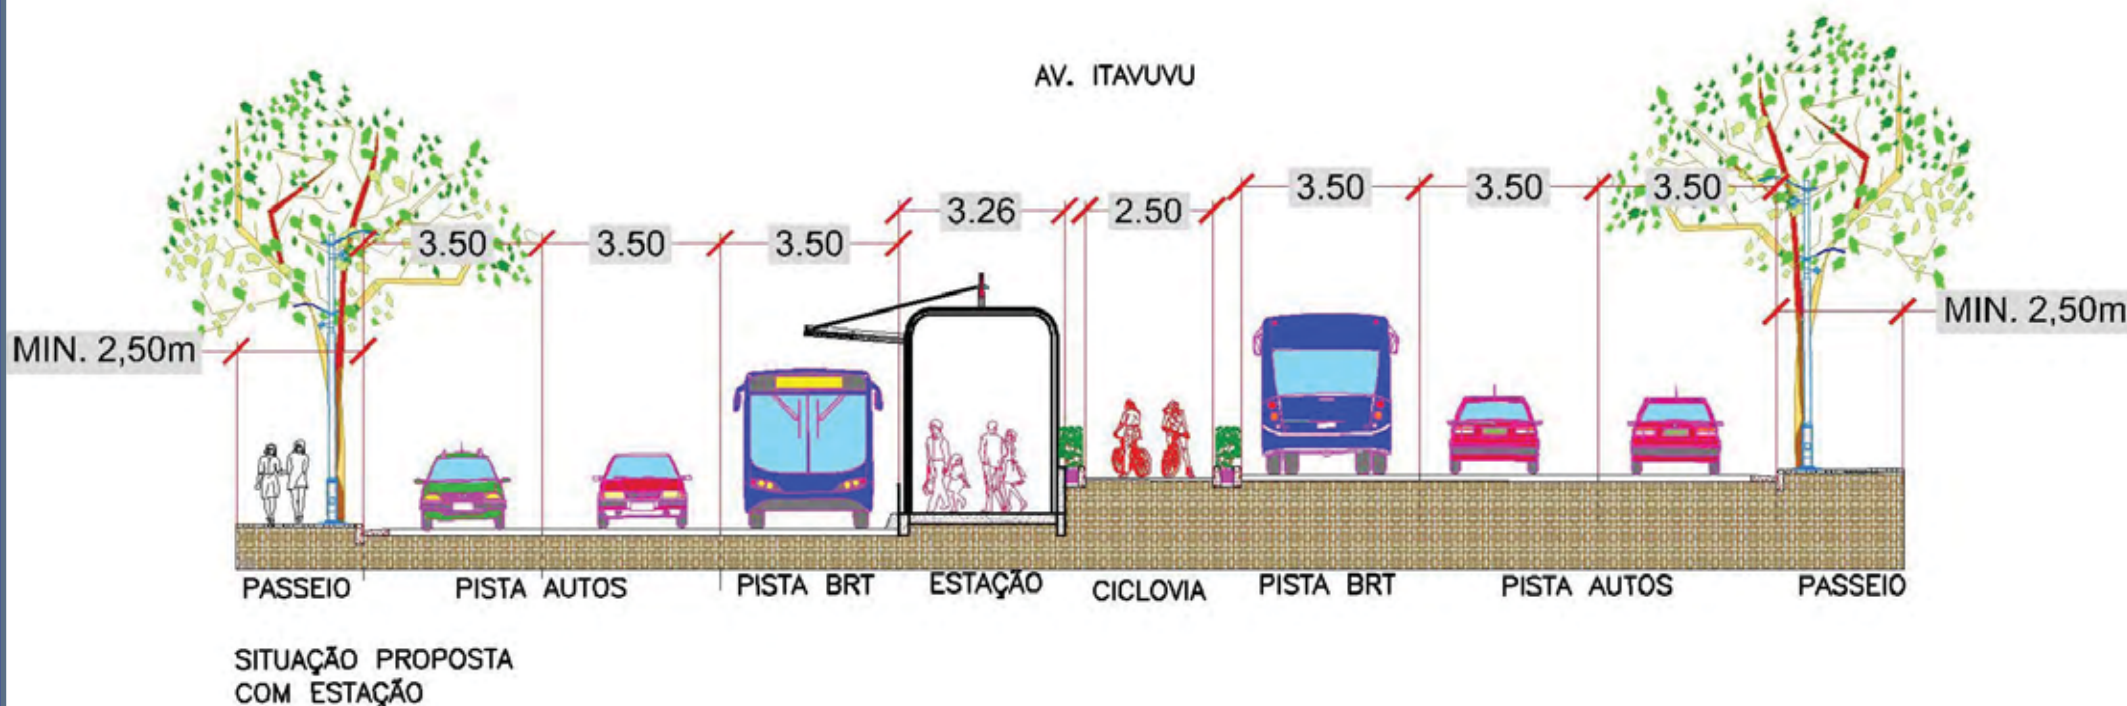 AV. ITAVUVU
3.50 3.50 3.50 3.26 2.50 3.50 3.50 3.50
MIN. 2,50m MIN. 2,50m
PASSEIO PISTA AUTOS PISTA BRT ESTAÇÃO CICLOVIA PISTA BRT PISTA AUTOS PASSEIO
SITUAÇÃO PROPOSTA
COM ESTAÇÃO